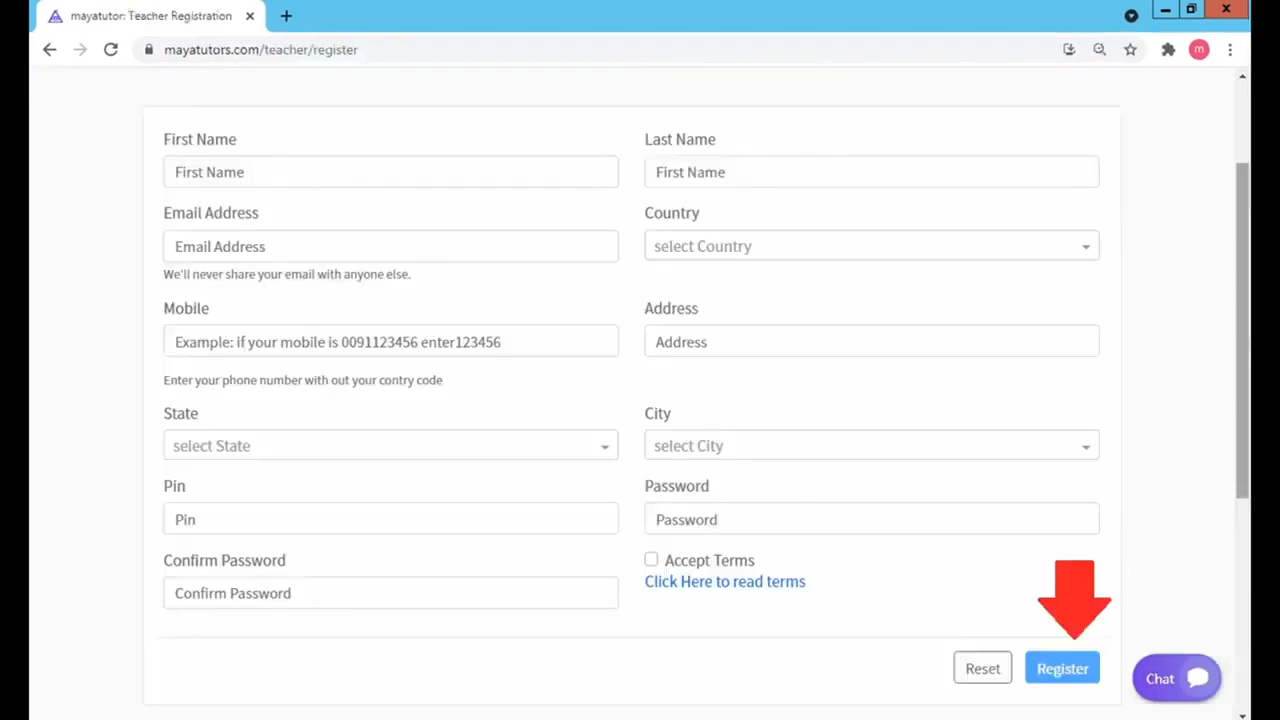 mayatutor: Teacher Registration
mayatutors.com/teacher/register
m
First Name
Last Name
First Name
First Name
Email Address
Country
Email Address
select Country
We'll never share your email with anyone else.
Mobile
Address
Example: if your mobile is 0091123456 enter123456
Address
Enter your phone number with out your contry code
State
City
select State
select City
Pin
Password
Pin
Password
Confirm Password
Accept Terms
Click Here to read terms
Confirm Password
Reset
Register
Chat